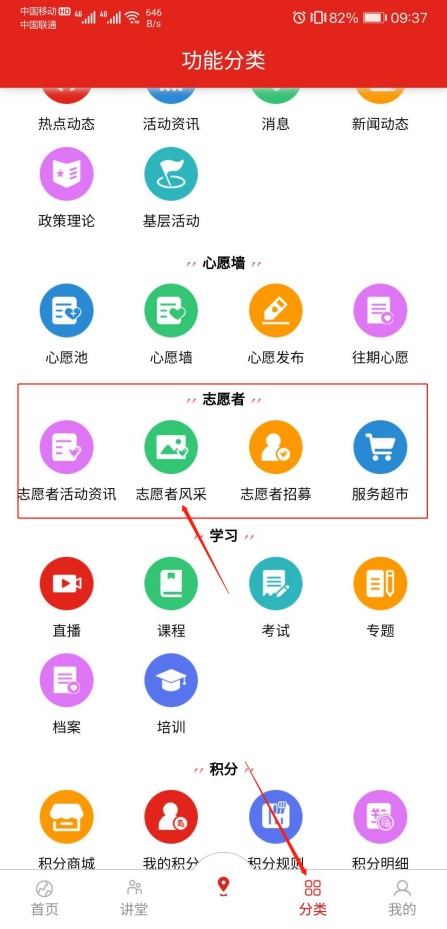 中国移动 HD 46 46 646
中国联通 B/s
82% 09:37
功能分类
热点动态 活动资讯 消息 新闻动态
政策理论 基层活动
心愿墙
心愿池 心愿墙 心愿发布 往期心愿
志愿者
志愿者活动资讯 志愿者风采 志愿者招募 服务超市
学习
直播 课程 考试 专题
档案 培训
积分
积分商城 我的积分 积分规则 积分明细
首页 讲堂 分类 我的